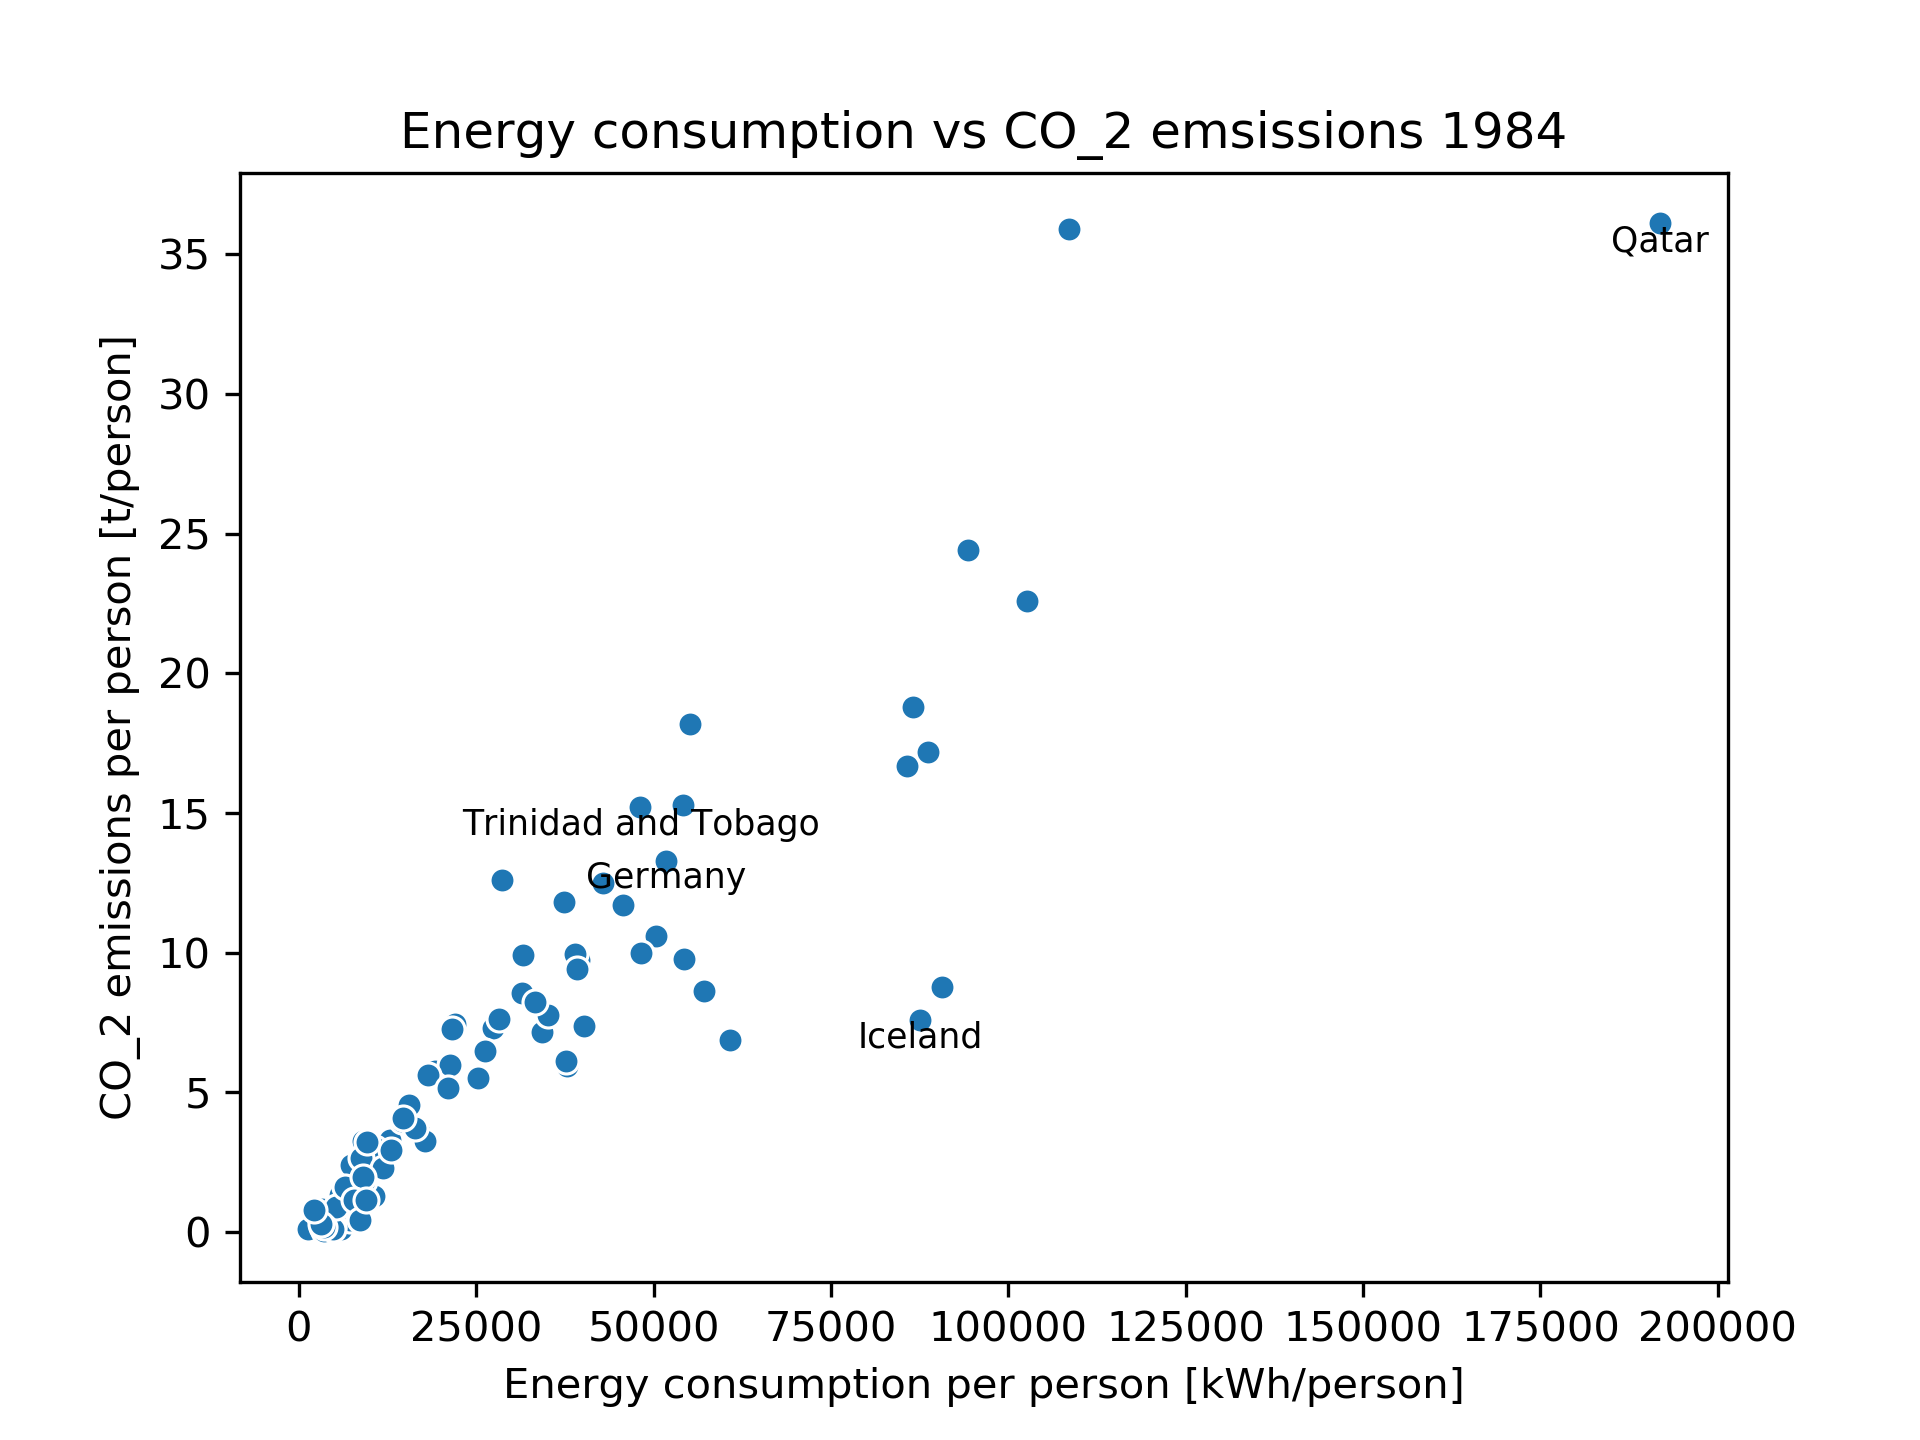 Energy consumption vs CO_2 emsissions 1984
CO_2 emissions per person [t/person]
35
30
25
20
15
10
5
0
Qatar
Trinidad and Tobago
Germany
Iceland
0 25000 50000 75000 100000 125000 150000 175000 200000
Energy consumption per person [kWh/person]